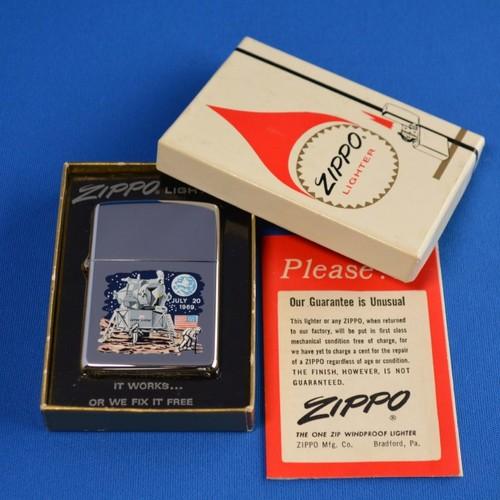 ZIPPO
LIGHTER
ZIPPO®
JULY 20
1969
IT WORKS...
OR WE FIX IT FREE
Please!
Our Guarantee is Unusual
This lighter or any ZIPPO, when returned
to our factory, will be put in first class
mechanical condition free of charge, for
we have yet to charge a cent for the repair
of a ZIPPO regardless of age or condition.
THE FINISH, HOWEVER, IS NOT
GUARANTEED.
ZIPPO®
THE ONE ZIP WINDPROOF LIGHTER
ZIPPO Mfg. Co. Bradford, Pa.